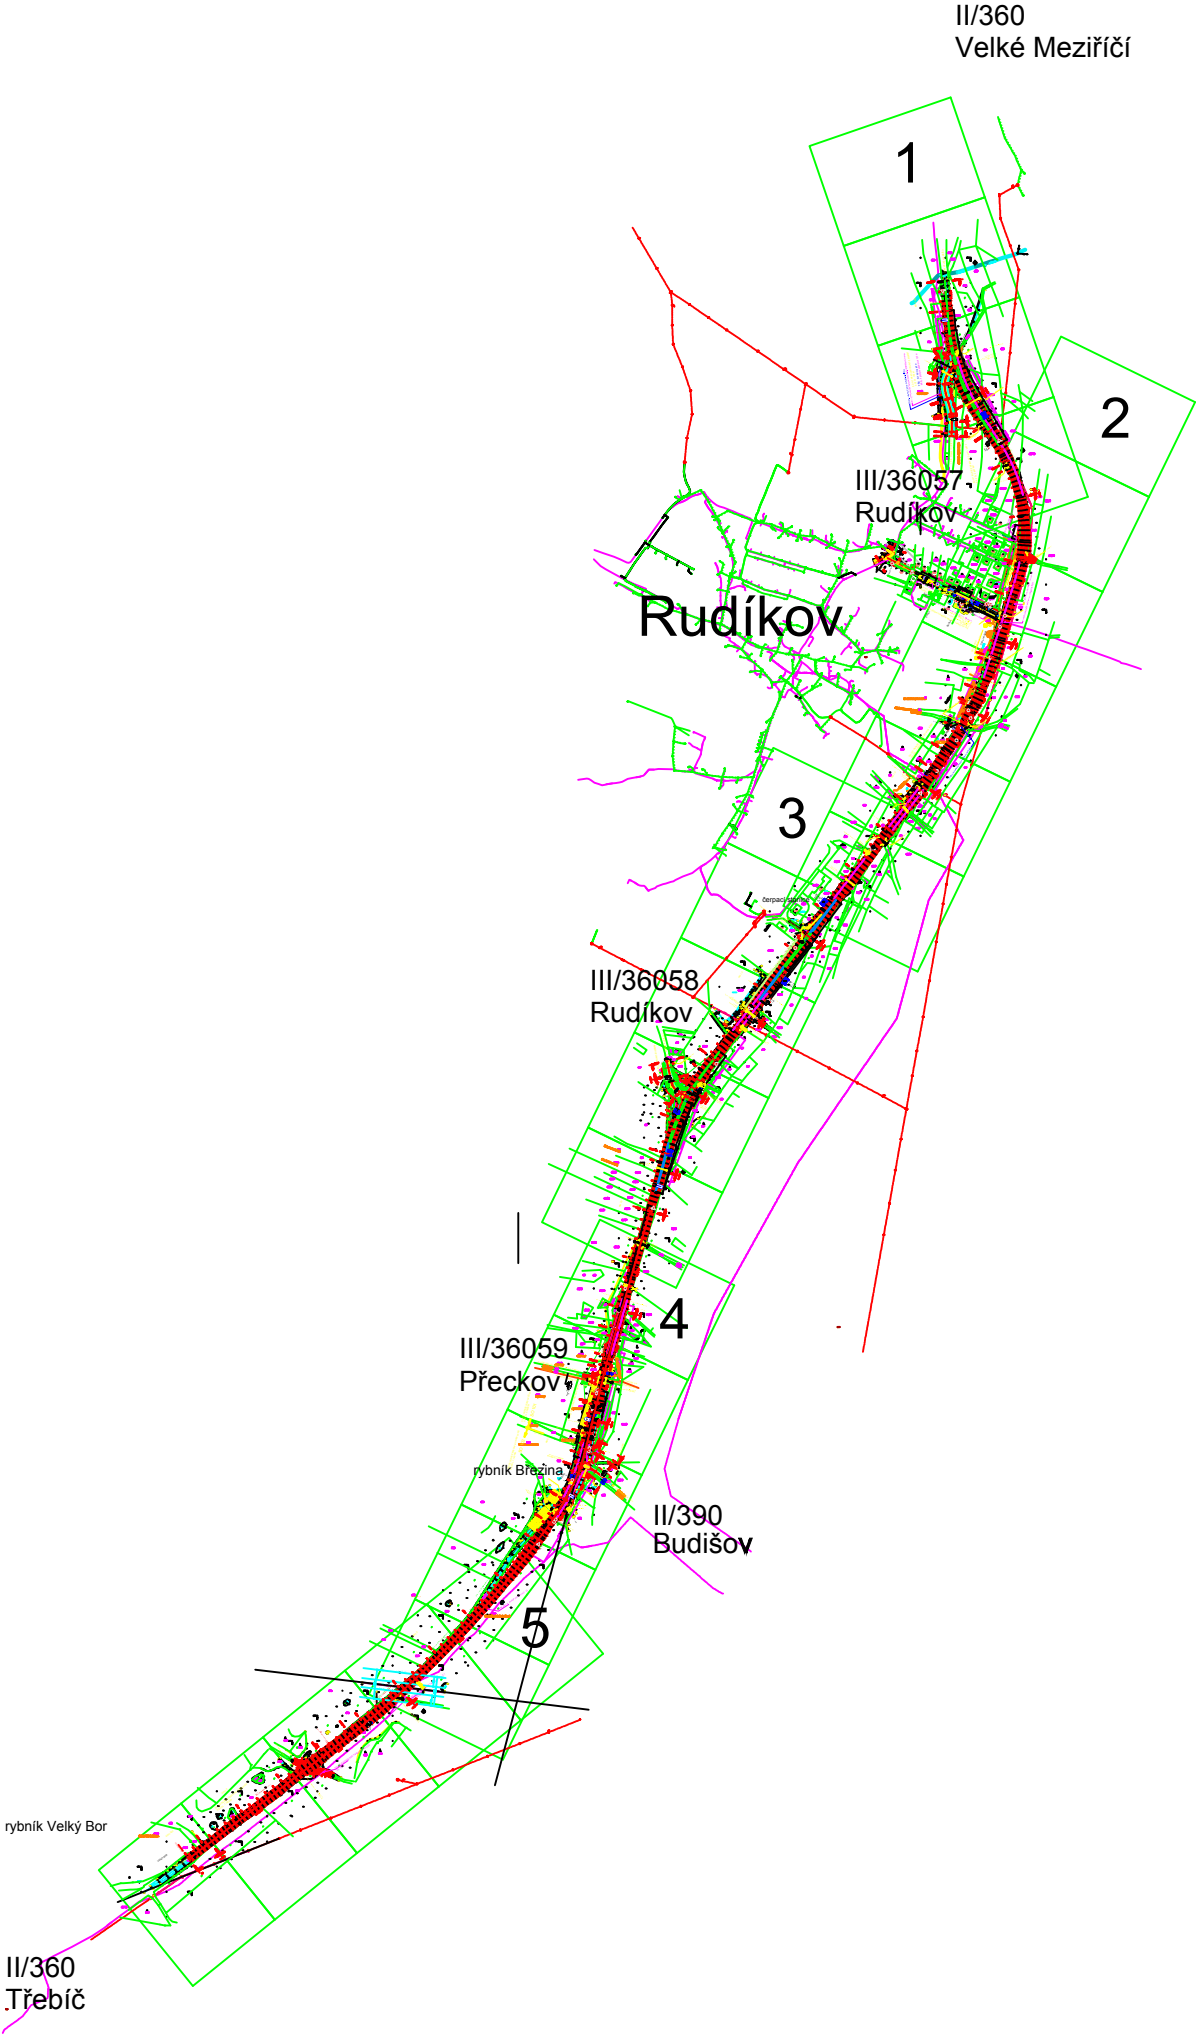 II/360
Velké Meziříčí
1
2
III/36057
Rudíkov
Rudíkov
3
čerpací stanice
III/36058
Rudíkov
4
III/36059
Přeckov
rybník Březina
II/390
Budišov
5
rybník Velký Bor
II/360
Třebíč